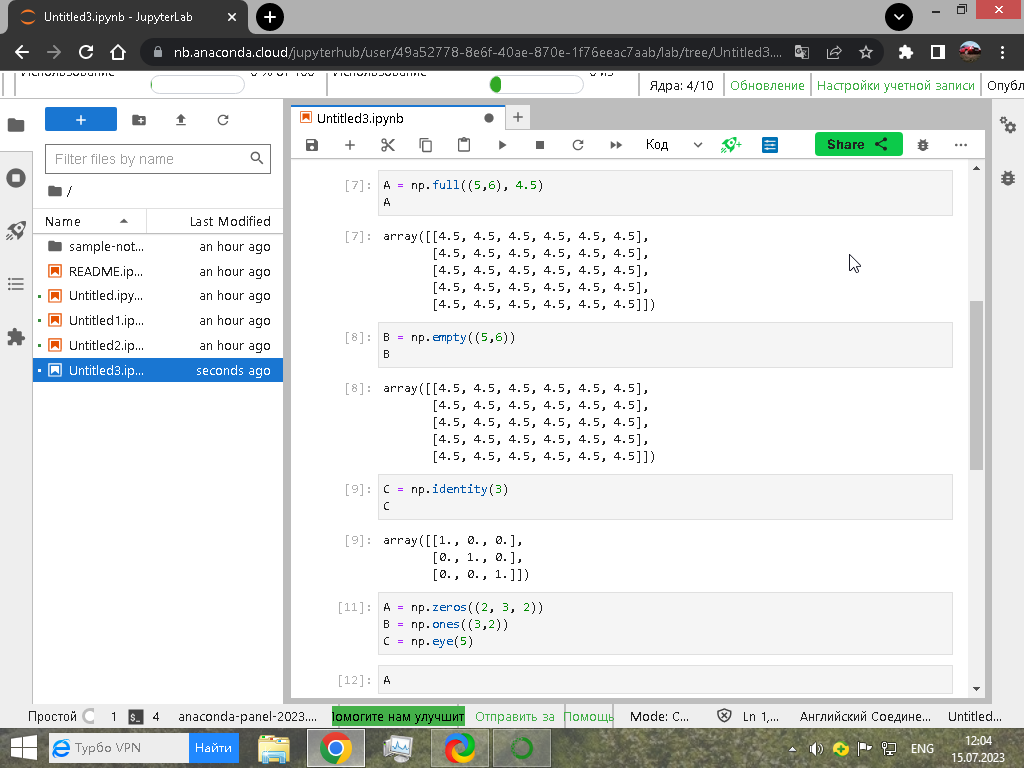 Untitled3.ipynb - JupyterLab
nb.anaconda.cloud/jupyterhub/user/49a52778-8e6f-40ae-870e-1f76eeac7aab/lab/tree/Untitled3....
Использование 0 % от 100 Использование 0 из
Ядра: 4/10 Обновление Настройки учетной записи Опубл
Untitled3.ipynb
Код
Share
Filter files by name
/
Name Last Modified
sample-not... an hour ago
README.ip... an hour ago
Untitled.ipy... an hour ago
Untitled1.ip... an hour ago
Untitled2.ip... an hour ago
Untitled3.ip... seconds ago
[7]: A = np.full((5,6), 4.5)
A
[7]: array([[4.5, 4.5, 4.5, 4.5, 4.5, 4.5],
[4.5, 4.5, 4.5, 4.5, 4.5, 4.5],
[4.5, 4.5, 4.5, 4.5, 4.5, 4.5],
[4.5, 4.5, 4.5, 4.5, 4.5, 4.5],
[4.5, 4.5, 4.5, 4.5, 4.5, 4.5]])
[8]: B = np.empty((5,6))
B
[8]: array([[4.5, 4.5, 4.5, 4.5, 4.5, 4.5],
[4.5, 4.5, 4.5, 4.5, 4.5, 4.5],
[4.5, 4.5, 4.5, 4.5, 4.5, 4.5],
[4.5, 4.5, 4.5, 4.5, 4.5, 4.5],
[4.5, 4.5, 4.5, 4.5, 4.5, 4.5]])
[9]: C = np.identity(3)
C
[9]: array([[1., 0., 0.],
[0., 1., 0.],
[0., 0., 1.]])
[11]: A = np.zeros((2, 3, 2))
B = np.ones((3,2))
C = np.eye(5)
[12]: A
Простой 1 4 anaconda-panel-2023.... Помогите нам улучшит Отправить за Помощь Mode: C... Ln 1,... Английский Соедине... Untitled...
Турбо VPN Найти
ENG 12:04
15.07.2023